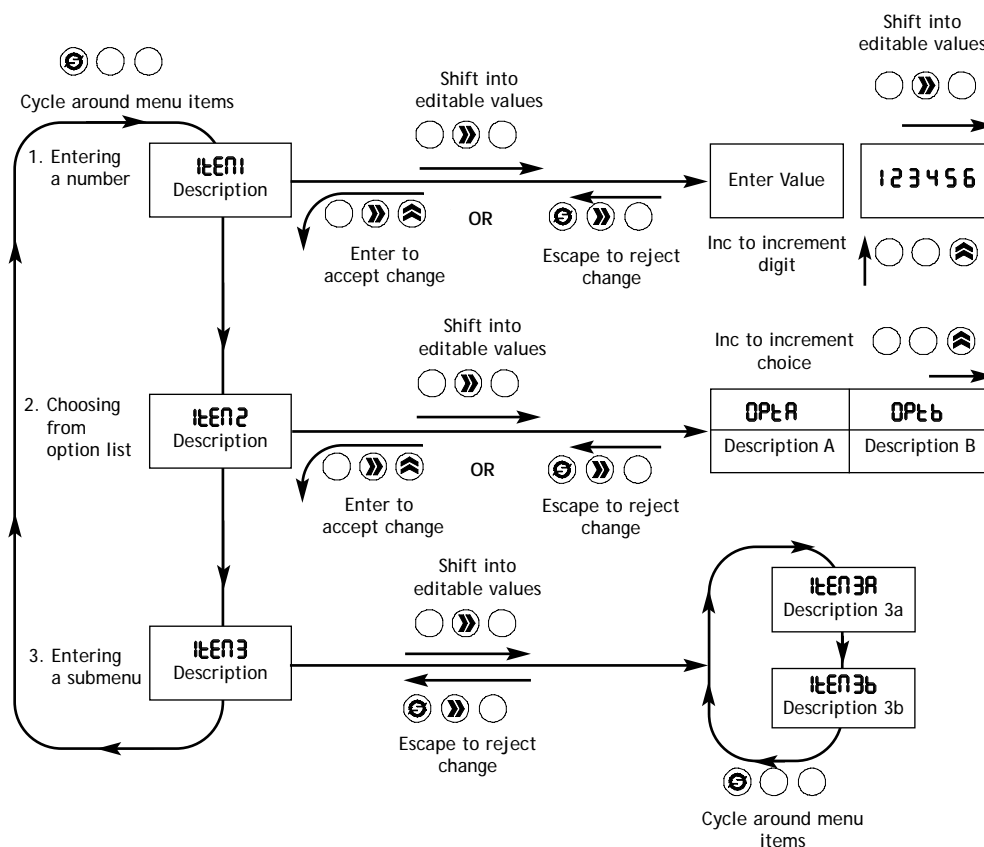 Shift into
editable values
Cycle around menu items
Shift into
editable values
1. Entering
a number
ItEM1
Description
Enter Value
123456
OR
Enter to
accept change
Escape to reject
change
Inc to increment
digit
Shift into
editable values
Inc to increment
choice
2. Choosing
from
option list
ItEM2
Description
OPtA
OPtb
Description A
Description B
OR
Enter to
accept change
Escape to reject
change
Shift into
editable values
ItEM3A
Description 3a
3. Entering
a submenu
ItEM3
Description
ItEM3b
Description 3b
Escape to reject
change
Cycle around menu
items